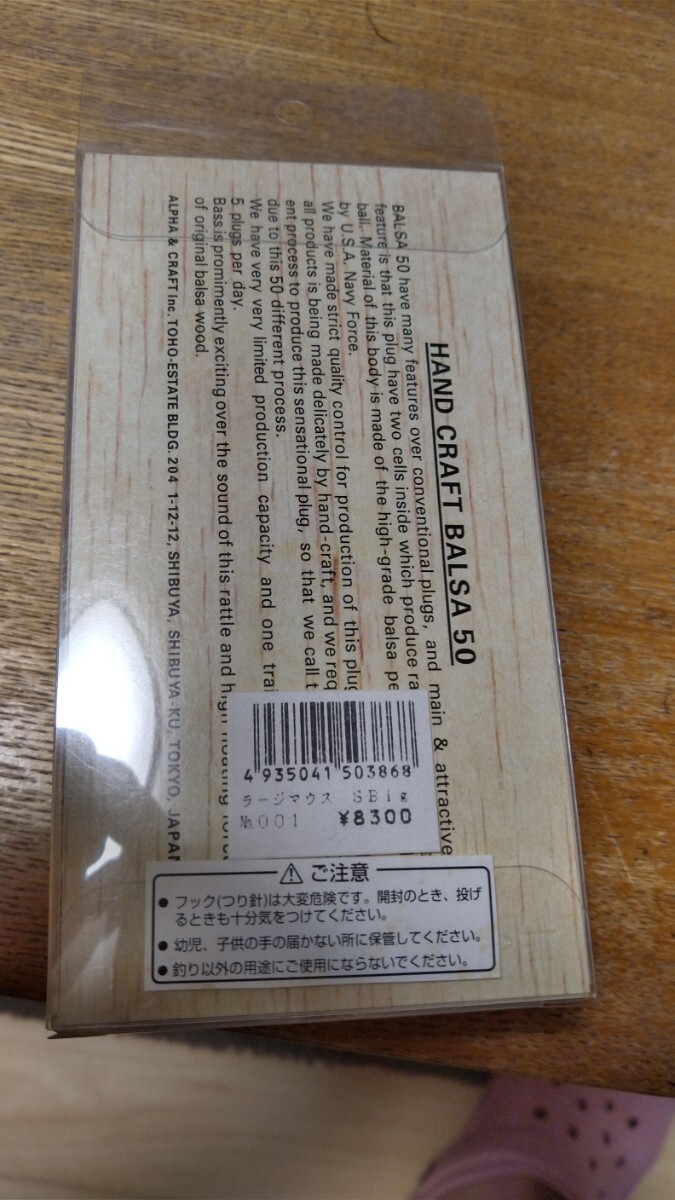 HAND CRAFT BALSA 50
BALSA 50 have many features over conventional plugs, and main & attractive
feature is that this plug have two cells inside which produce ra
ball. Material of this body is made of the high-grade balsa pe
by U.S.A. Navy Force.
We have made strict quality control for production of this plug
all products is being made delicately by hand-craft, and we req
ent process to produce this sensational plug, so that we call t
due to this 50 different process.
We have very very limited production capacity and one trai
5 plugs per day.
Bass is promimently exciting over the sound of this rattle and high floating force
of original balsa wood.
ALPHA & CRAFT Inc. TOHO-ESTATE BLDG. 204 1-12-12, SHIBUYA, SHIBUYA-KU, TOKYO, JAPAN
4 935041 503868
ラージマウス SBig
№001 ¥8300
⚠ ご注意
● フック(つり針)は大変危険です。開封のとき、投げ
るときも十分気をつけてください。
● 幼児、子供の手の届かない所に保管してください。
● 釣り以外の用途にご使用にならないでください。